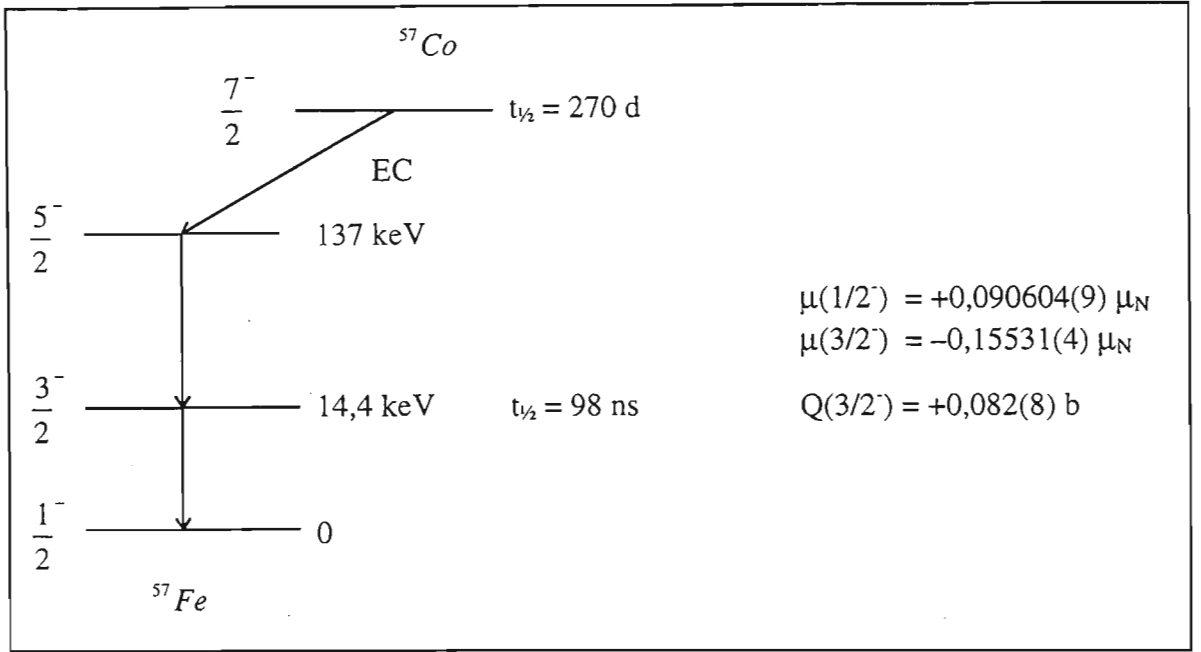 ⁵⁷Co
7⁻/2
t½ = 270 d
EC
5⁻/2
137 keV
μ(1/2⁻) = +0,090604(9) μN
μ(3/2⁻) = –0,15531(4) μN
3⁻/2
14,4 keV
t½ = 98 ns
Q(3/2⁻) = +0,082(8) b
1⁻/2
0
⁵⁷Fe